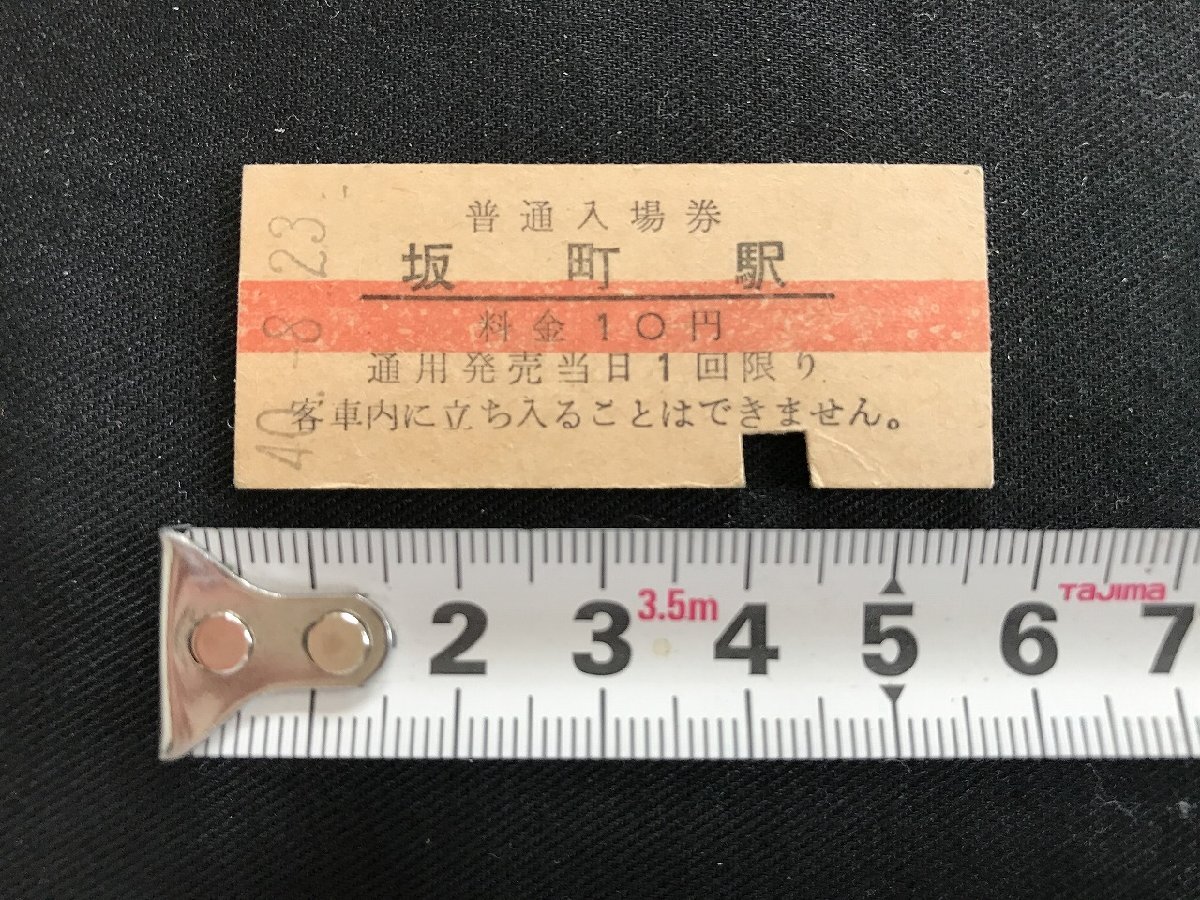 普通入場券
坂町駅
料金10円
通用発売当日1回限り
客車内に立ち入ることはできません。
40.-8.23
2 3 3.5m 4 5 6 TaJima 7